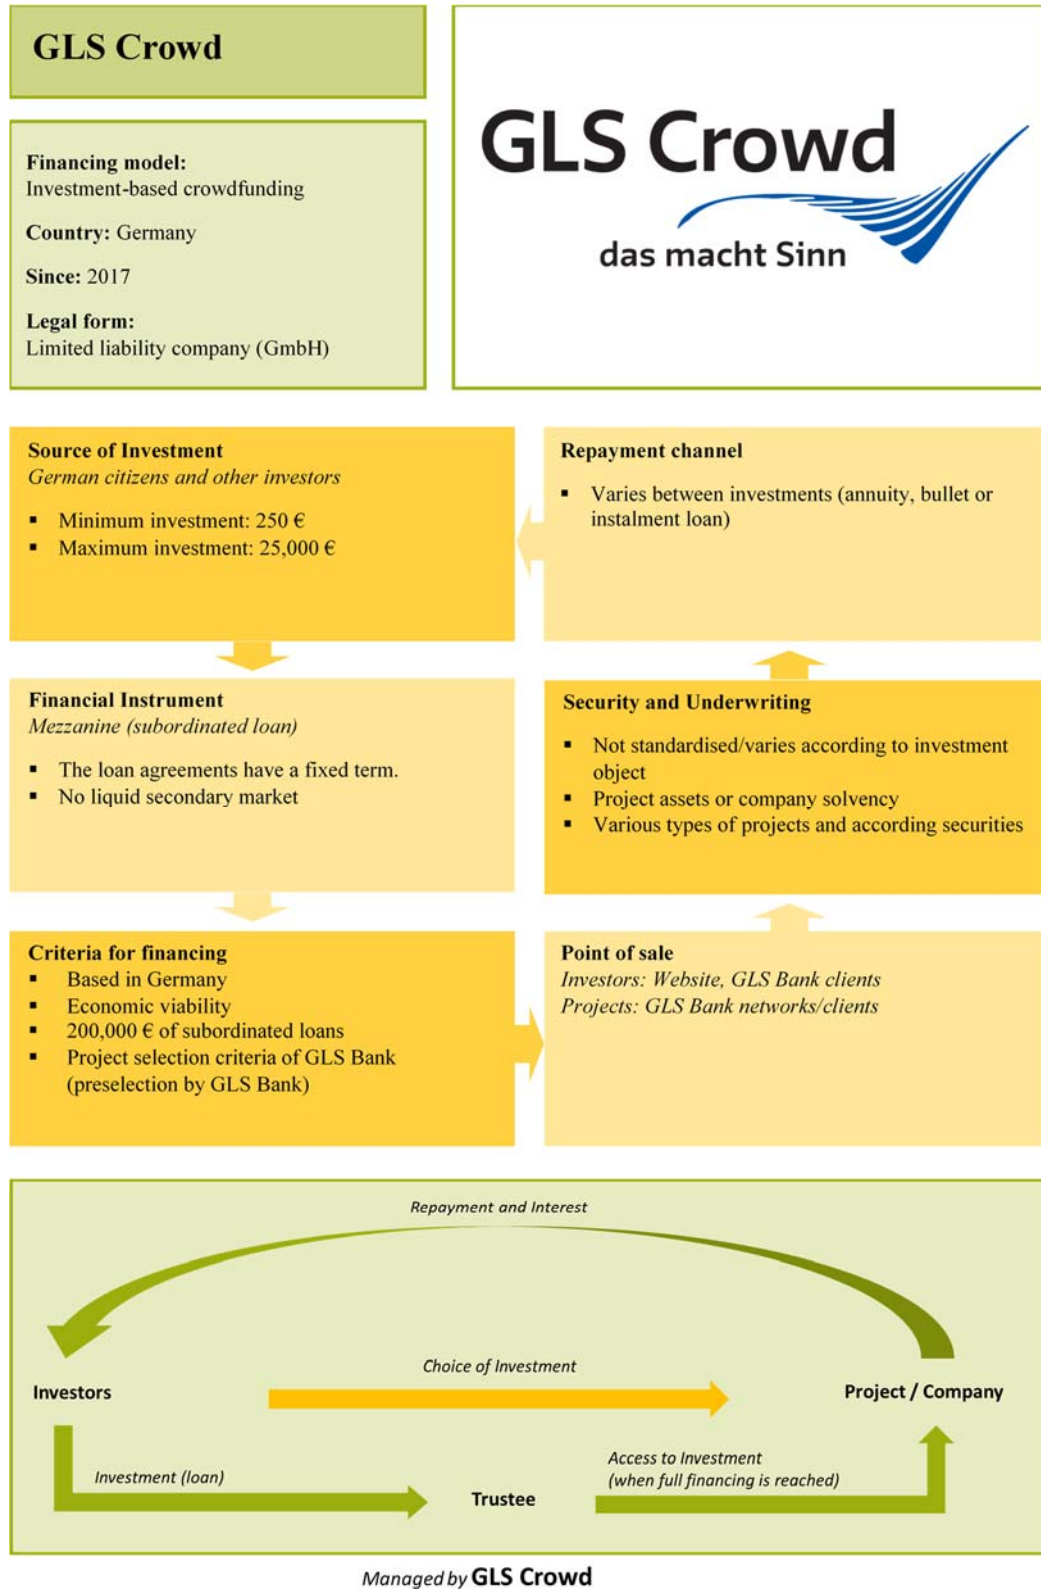 GLS Crowd
Financing model:
Investment-based crowdfunding
Country: Germany
Since: 2017
Legal form:
Limited liability company (GmbH)
GLS Crowd
das macht Sinn
Source of Investment
German citizens and other investors
▪ Minimum investment: 250 €
▪ Maximum investment: 25,000 €
Repayment channel
▪ Varies between investments (annuity, bullet or
instalment loan)
Financial Instrument
Mezzanine (subordinated loan)
▪ The loan agreements have a fixed term.
▪ No liquid secondary market
Security and Underwriting
▪ Not standardised/varies according to investment
object
▪ Project assets or company solvency
▪ Various types of projects and according securities
Criteria for financing
▪ Based in Germany
▪ Economic viability
▪ 200,000 € of subordinated loans
▪ Project selection criteria of GLS Bank
(preselection by GLS Bank)
Point of sale
Investors: Website, GLS Bank clients
Projects: GLS Bank networks/clients
Repayment and Interest
Choice of Investment
Investors
Project / Company
Investment (loan)
Access to Investment
(when full financing is reached)
Trustee
Managed by GLS Crowd